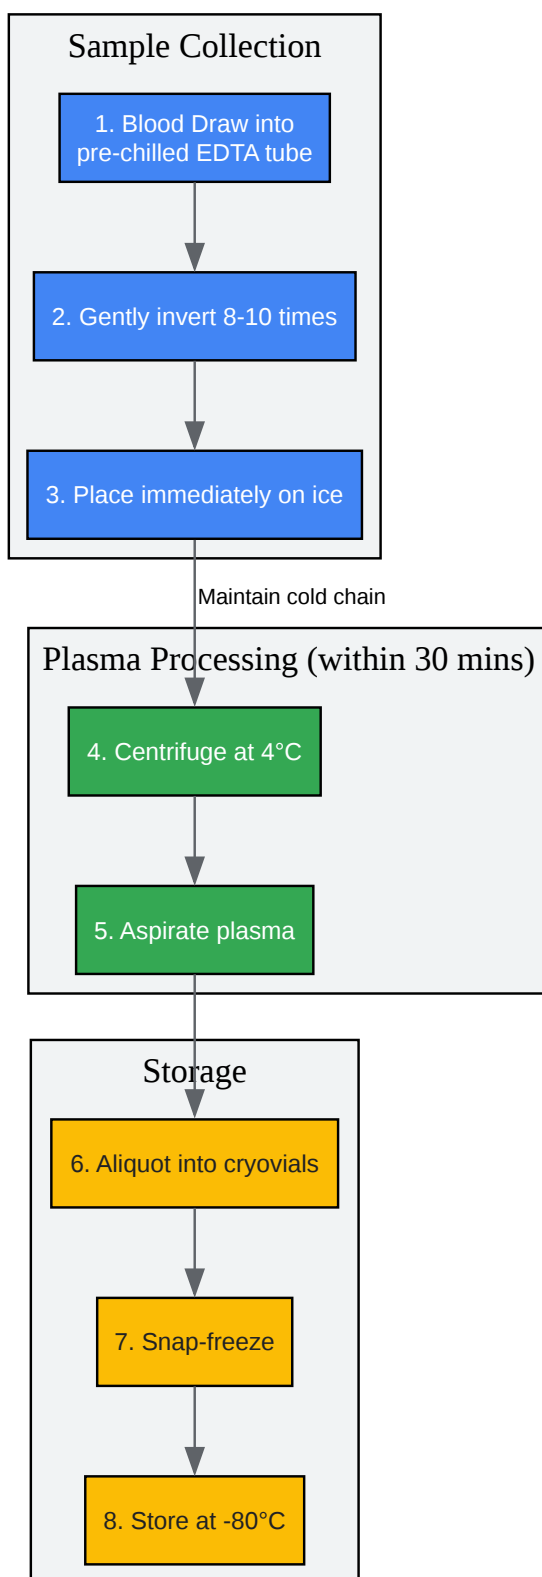 Sample Collection
1. Blood Draw into
pre-chilled EDTA tube
2. Gently invert 8-10 times
3. Place immediately on ice
Maintain cold chain
Plasma Processing (within 30 mins)
4. Centrifuge at 4°C
5. Aspirate plasma
Storage
6. Aliquot into cryovials
7. Snap-freeze
8. Store at -80°C